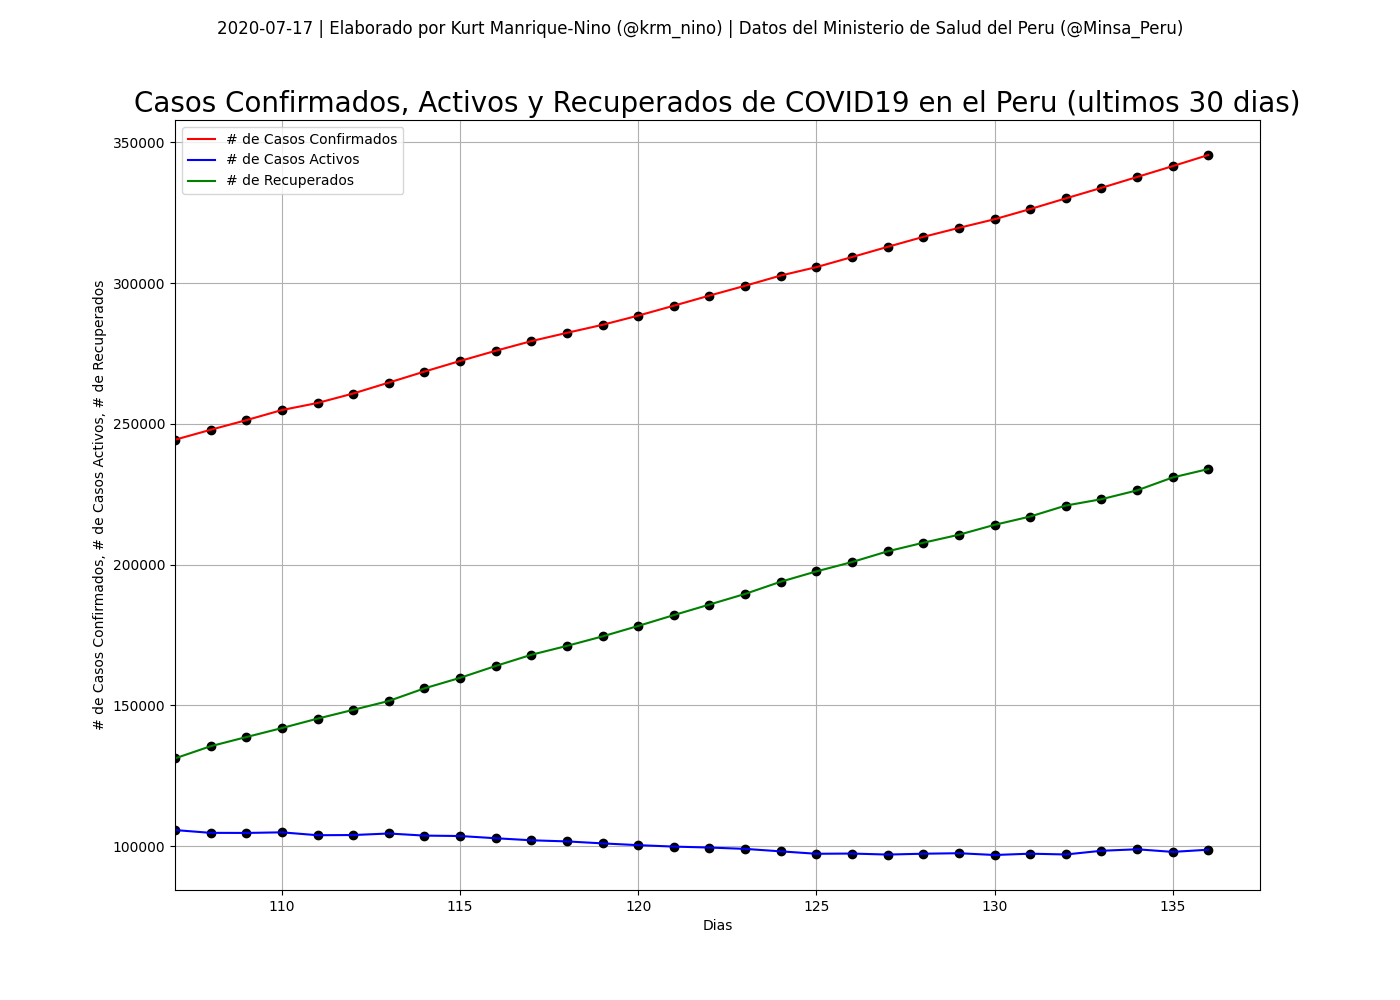 2020-07-17 | Elaborado por Kurt Manrique-Nino (@krm_nino) | Datos del Ministerio de Salud del Peru (@Minsa_Peru)
Casos Confirmados, Activos y Recuperados de COVID19 en el Peru (ultimos 30 dias)
# de Casos Confirmados
# de Casos Activos
# de Recuperados
# de Casos Confirmados, # de Casos Activos, # de Recuperados
350000
300000
250000
200000
150000
100000
110 115 120 125 130 135
Dias